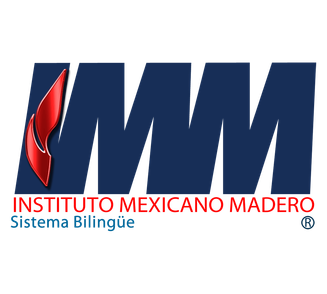 IMM
INSTITUTO MEXICANO MADERO
Sistema Bilingüe ®